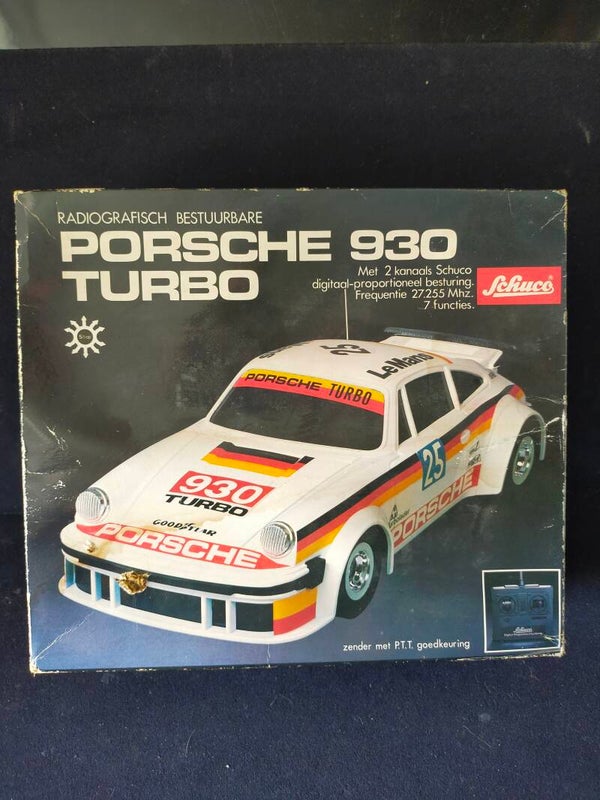 RADIOGRAFISCH BESTUURBARE
PORSCHE 930
TURBO
Met 2 kanaals Schuco
digitaal-proportioneel besturing.
Frequentie 27.255 Mhz.
7 functies.
Schuco
25
Le Mans
PORSCHE TURBO
930
TURBO
GOODYEAR
PORSCHE
25
PORSCHE
Schuco
zender met P.T.T. goedkeuring